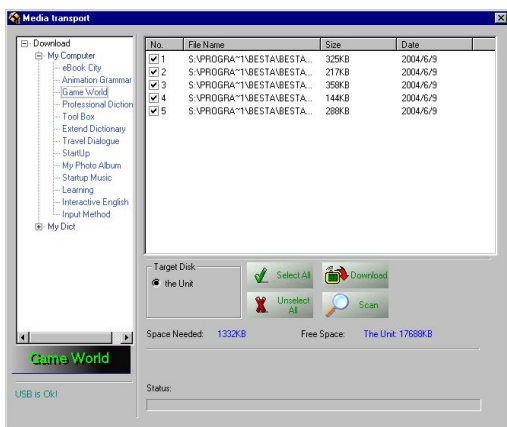 Media transport
Download
My Computer
eBook City
Animation Grammar
Game World
Professional Diction
Tool Box
Extend Dictionary
Travel Dialogue
StartUp
My Photo Album
Startup Music
Learning
Interactive English
Input Method
My Dict
Game World
USB is Ok!
No. File Name Size Date
1 S:\PROGRA~1\BESTA\BESTA... 325KB 2004/6/9
2 S:\PROGRA~1\BESTA\BESTA... 217KB 2004/6/9
3 S:\PROGRA~1\BESTA\BESTA... 358KB 2004/6/9
4 S:\PROGRA~1\BESTA\BESTA... 144KB 2004/6/9
5 S:\PROGRA~1\BESTA\BESTA... 288KB 2004/6/9
Target Disk
the Unit
Select All
Download
Unselect
All
Scan
Space Needed: 1332KB Free Space: The Unit: 17688KB
Status: